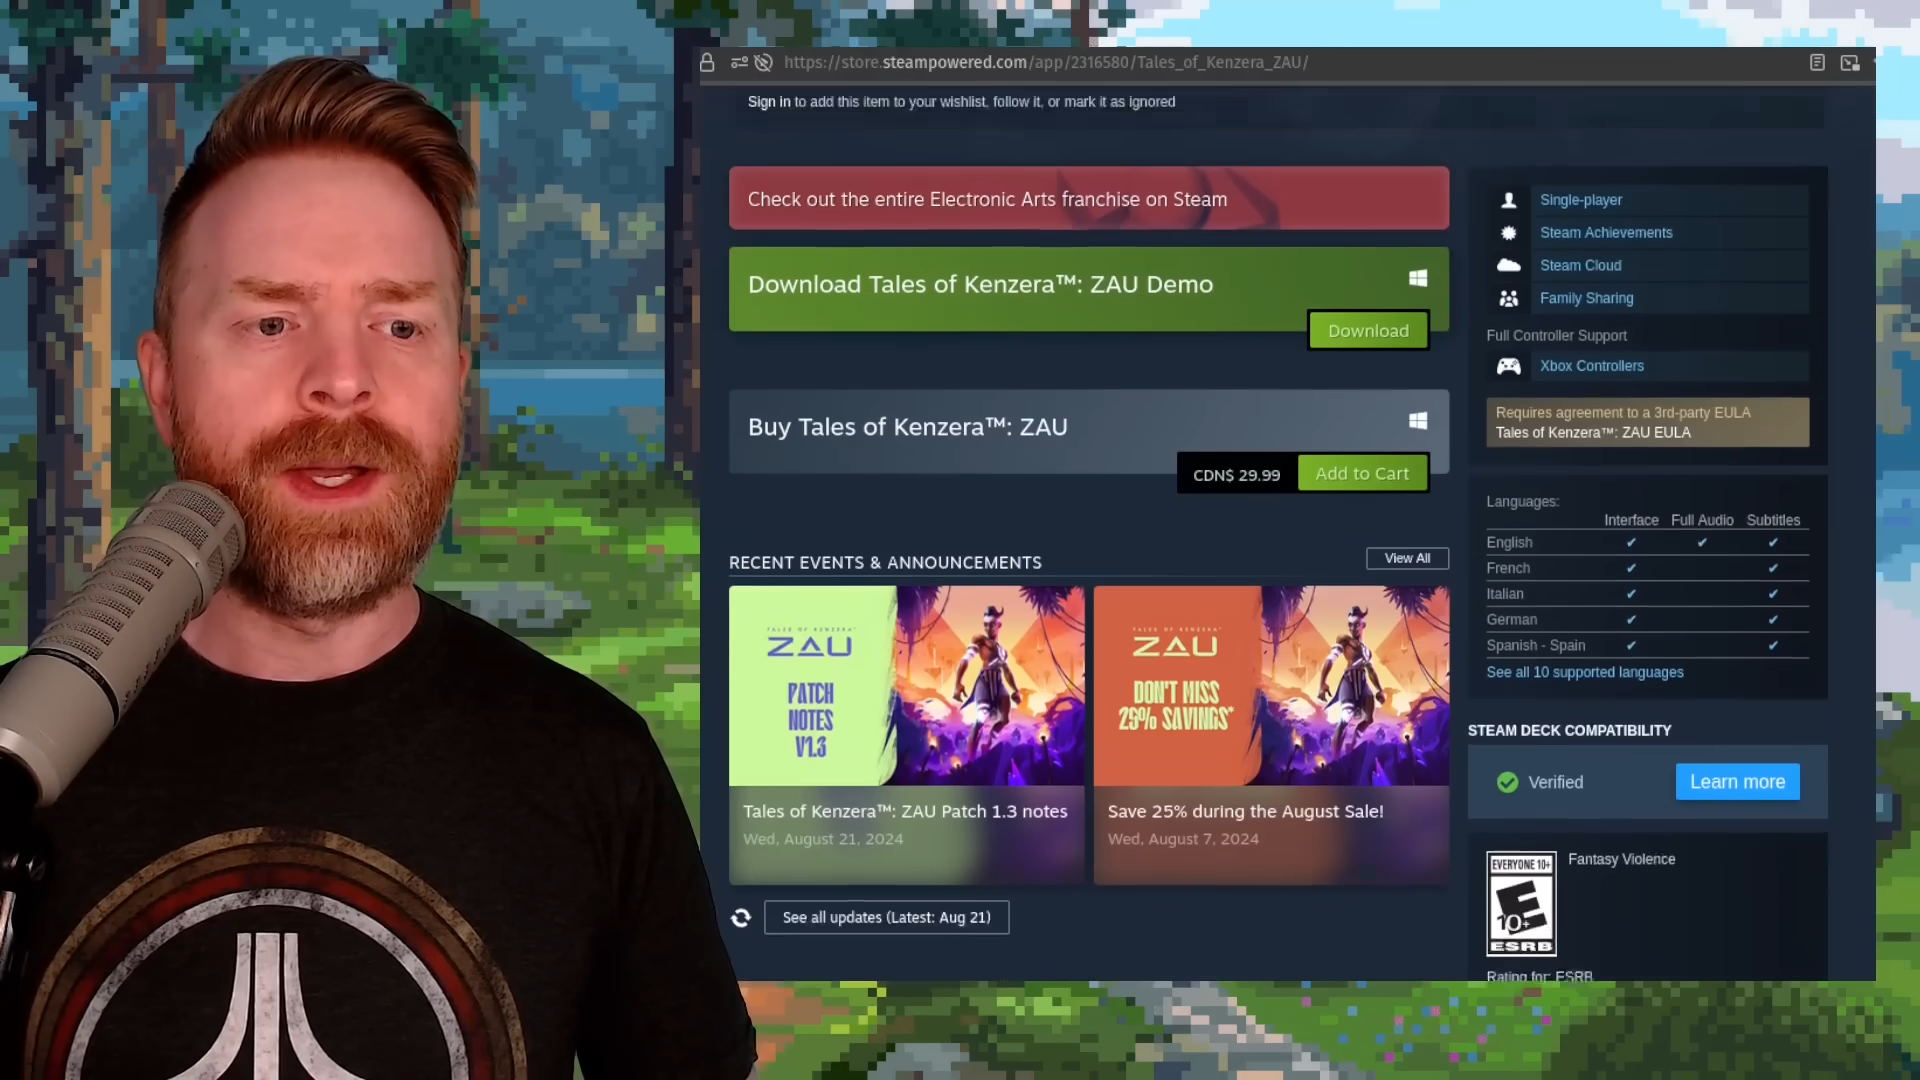 https://store.steampowered.com/app/2316580/Tales_of_Kenzera_ZAU/
Sign in to add this item to your wishlist, follow it, or mark it as ignored
Check out the entire Electronic Arts franchise on Steam
Download Tales of Kenzera™: ZAU Demo
Download
Buy Tales of Kenzera™: ZAU
CDN$ 29.99
Add to Cart
RECENT EVENTS & ANNOUNCEMENTS
View All
TALES OF KENZERA™
ZAU
PATCH
NOTES
V1.3
Tales of Kenzera™: ZAU Patch 1.3 notes
Wed, August 21, 2024
TALES OF KENZERA™
ZAU
DON'T MISS
25% SAVINGS*
Save 25% during the August Sale!
Wed, August 7, 2024
See all updates (Latest: Aug 21)
Single-player
Steam Achievements
Steam Cloud
Family Sharing
Full Controller Support
Xbox Controllers
Requires agreement to a 3rd-party EULA
Tales of Kenzera™: ZAU EULA
Languages:
Interface Full Audio Subtitles
English ✔ ✔ ✔
French ✔ ✔
Italian ✔ ✔
German ✔ ✔
Spanish - Spain ✔ ✔
See all 10 supported languages
STEAM DECK COMPATIBILITY
Verified
Learn more
EVERYONE 10+
E
10+
ESRB
Fantasy Violence
Rating for: ESRB